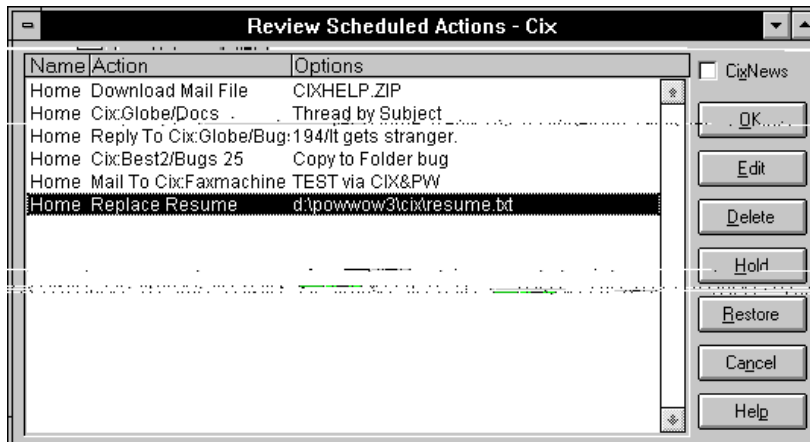 Review Scheduled Actions - Cix
Name Action Options
Home Download Mail File CIXHELP.ZIP
Home Cix:Globe/Docs Thread by Subject
Home Reply To Cix:Globe/Bug: 194/It gets stranger.
Home Cix:Best2/Bugs 25 Copy to Folder bug
Home Mail To Cix:Faxmachine TEST via CIX&PW
Home Replace Resume d:\powwow3\cix\resume.txt
CixNews
OK
Edit
Delete
Hold
Restore
Cancel
Help